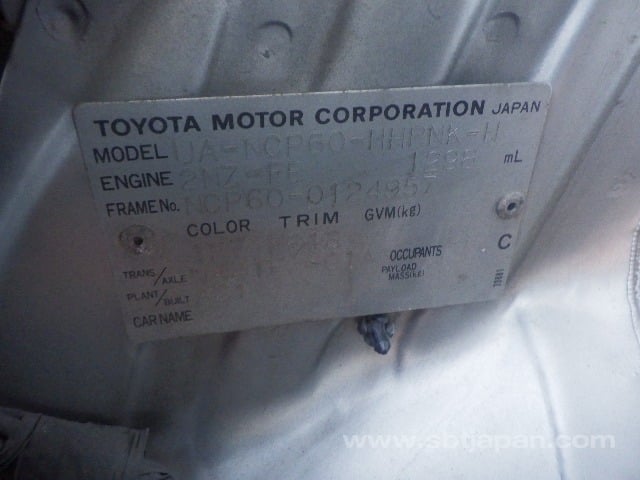 TOYOTA MOTOR CORPORATION JAPAN
MODEL UA-NCP60-HHPNK-H
ENGINE 2NZ-FE 1298 mL
FRAME No. NCP60-0124957
COLOR TRIM GVM(kg)
OCCUPANTS C
TRANS/AXLE PAYLOAD MASS(kg)
PLANT/BUILT
CAR NAME
www.sbtjapan.com